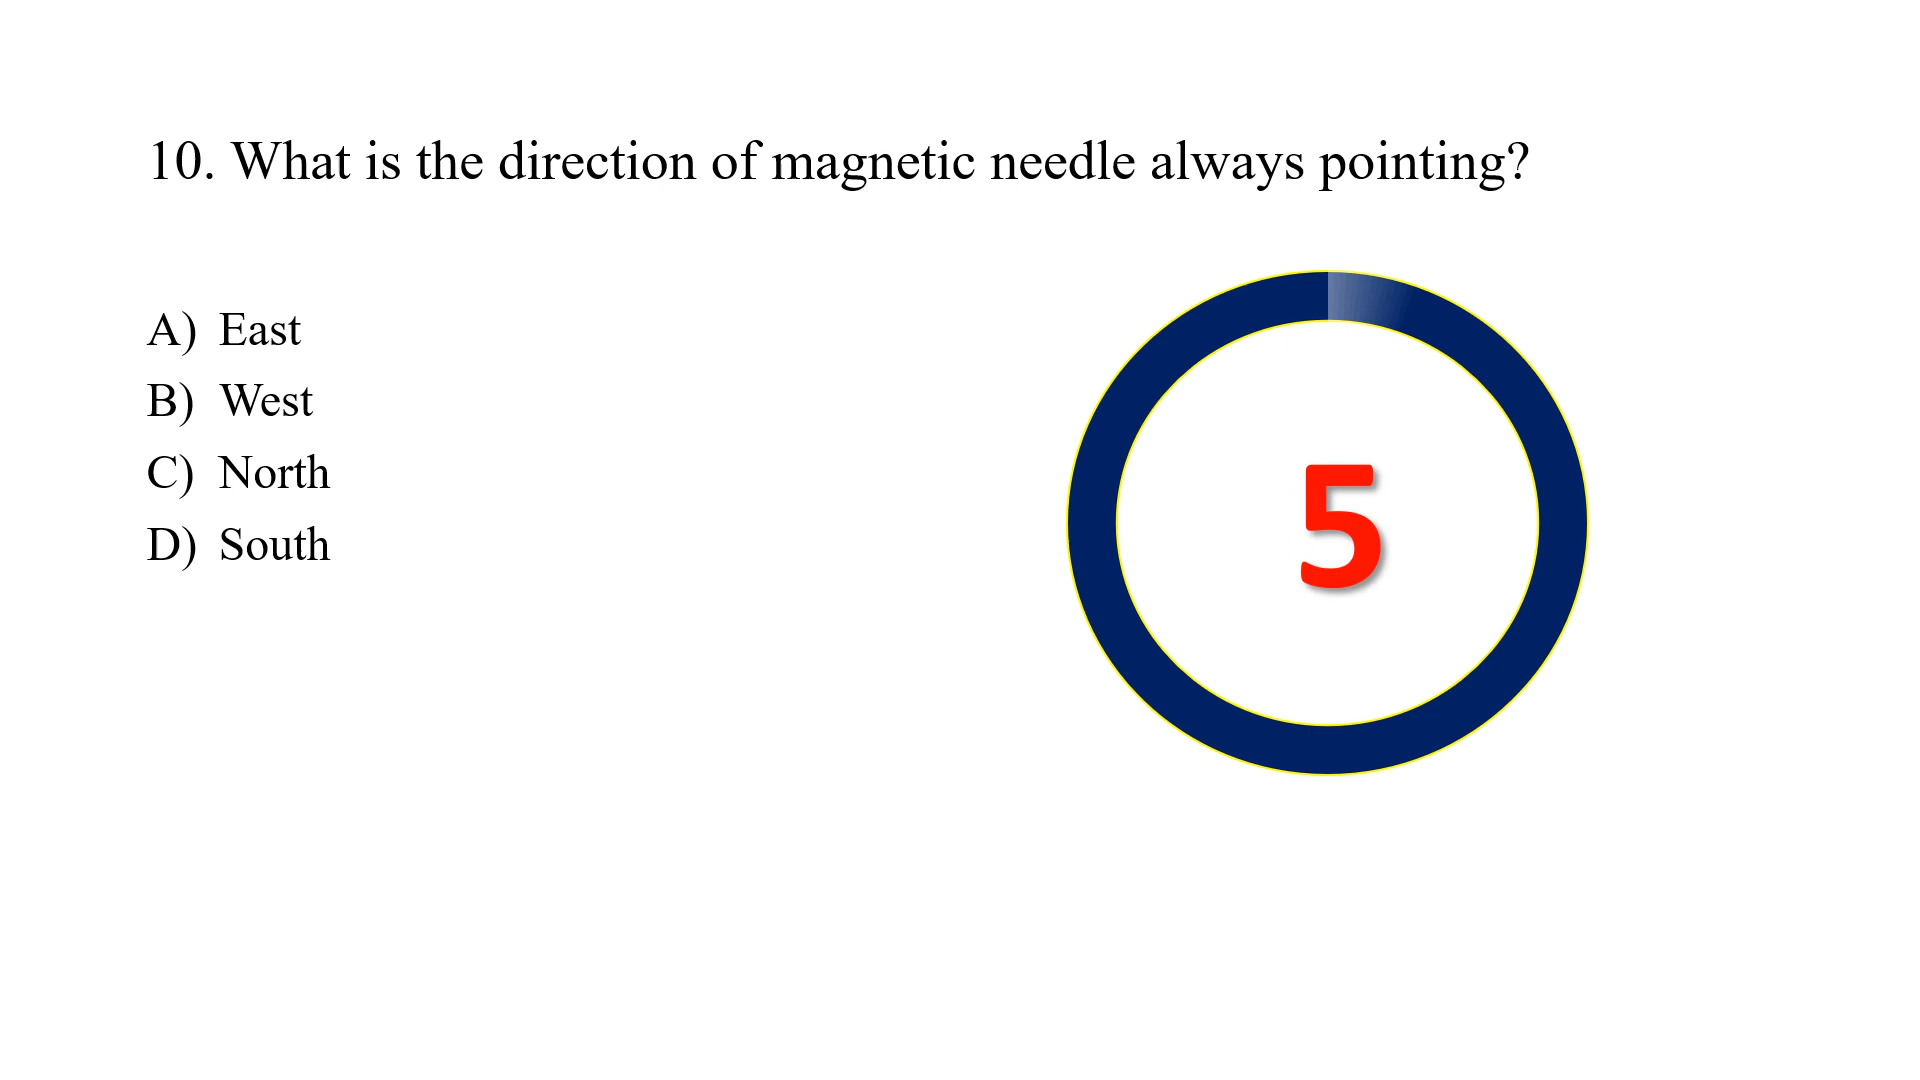 10. What is the direction of magnetic needle always pointing?
A) East
B) West
C) North
D) South
5